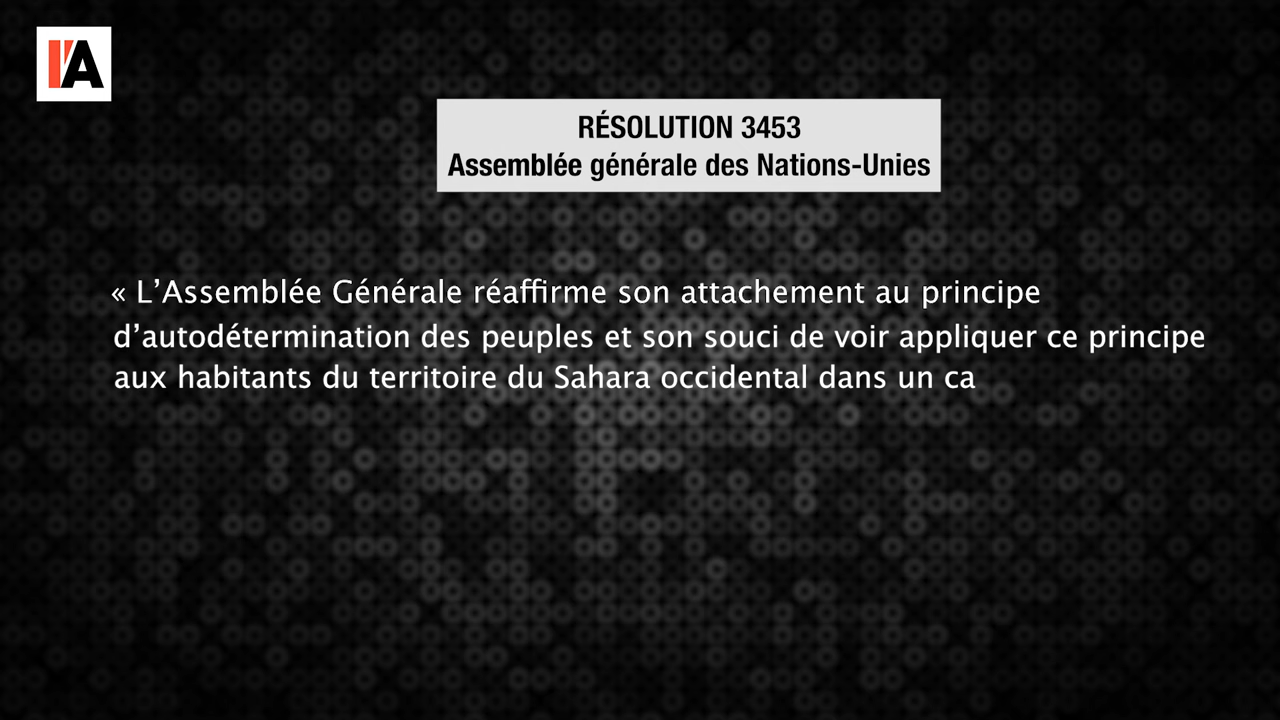 I'A
RÉSOLUTION 3453
Assemblée générale des Nations-Unies
« L’Assemblée Générale réaffirme son attachement au principe
d’autodétermination des peuples et son souci de voir appliquer ce principe
aux habitants du territoire du Sahara occidental dans un ca